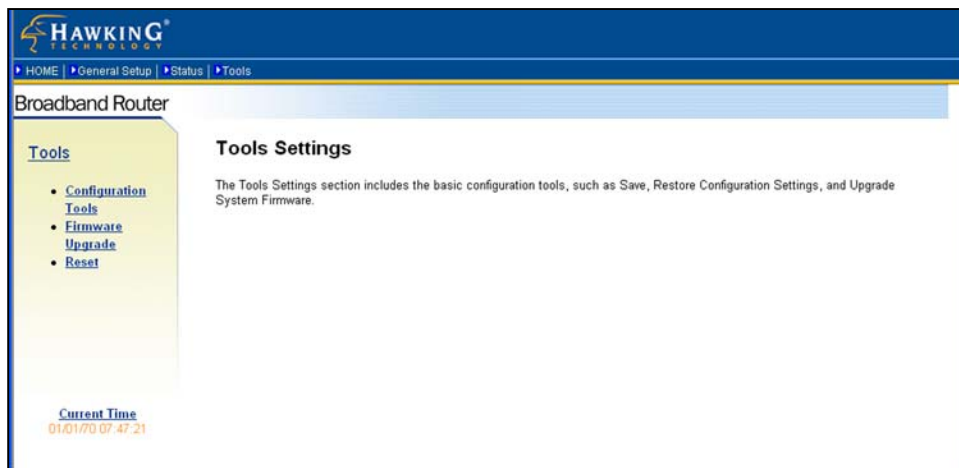 HAWKING®
TECHNOLOGY
HOME | General Setup | Status | Tools
Broadband Router
Tools
Configuration
Tools
Firmware
Upgrade
Reset
Current Time
01/01/70 07:47:21
Tools Settings
The Tools Settings section includes the basic configuration tools, such as Save, Restore Configuration Settings, and Upgrade
System Firmware.